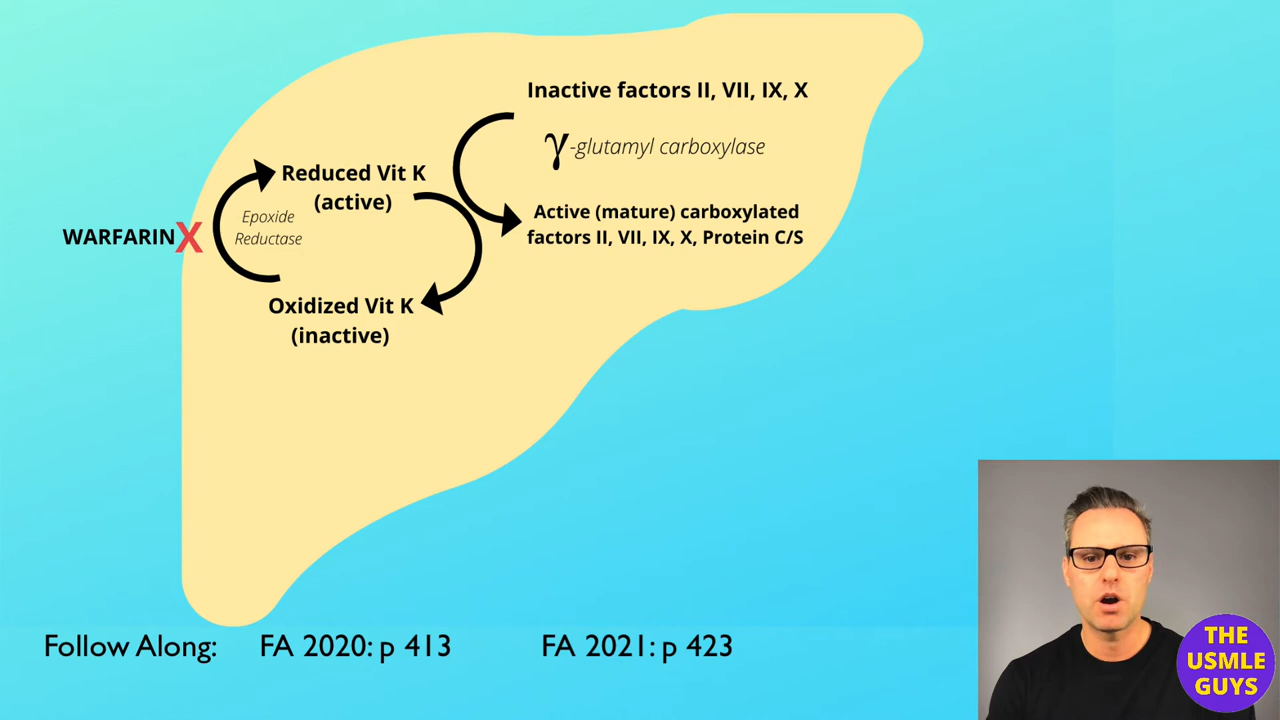 Inactive factors II, VII, IX, X
γ-glutamyl carboxylase
Reduced Vit K
(active)
Epoxide
Reductase
WARFARIN X
Active (mature) carboxylated
factors II, VII, IX, X, Protein C/S
Oxidized Vit K
(inactive)
Follow Along: FA 2020: p 413 FA 2021: p 423
THE
USMLE
GUYS